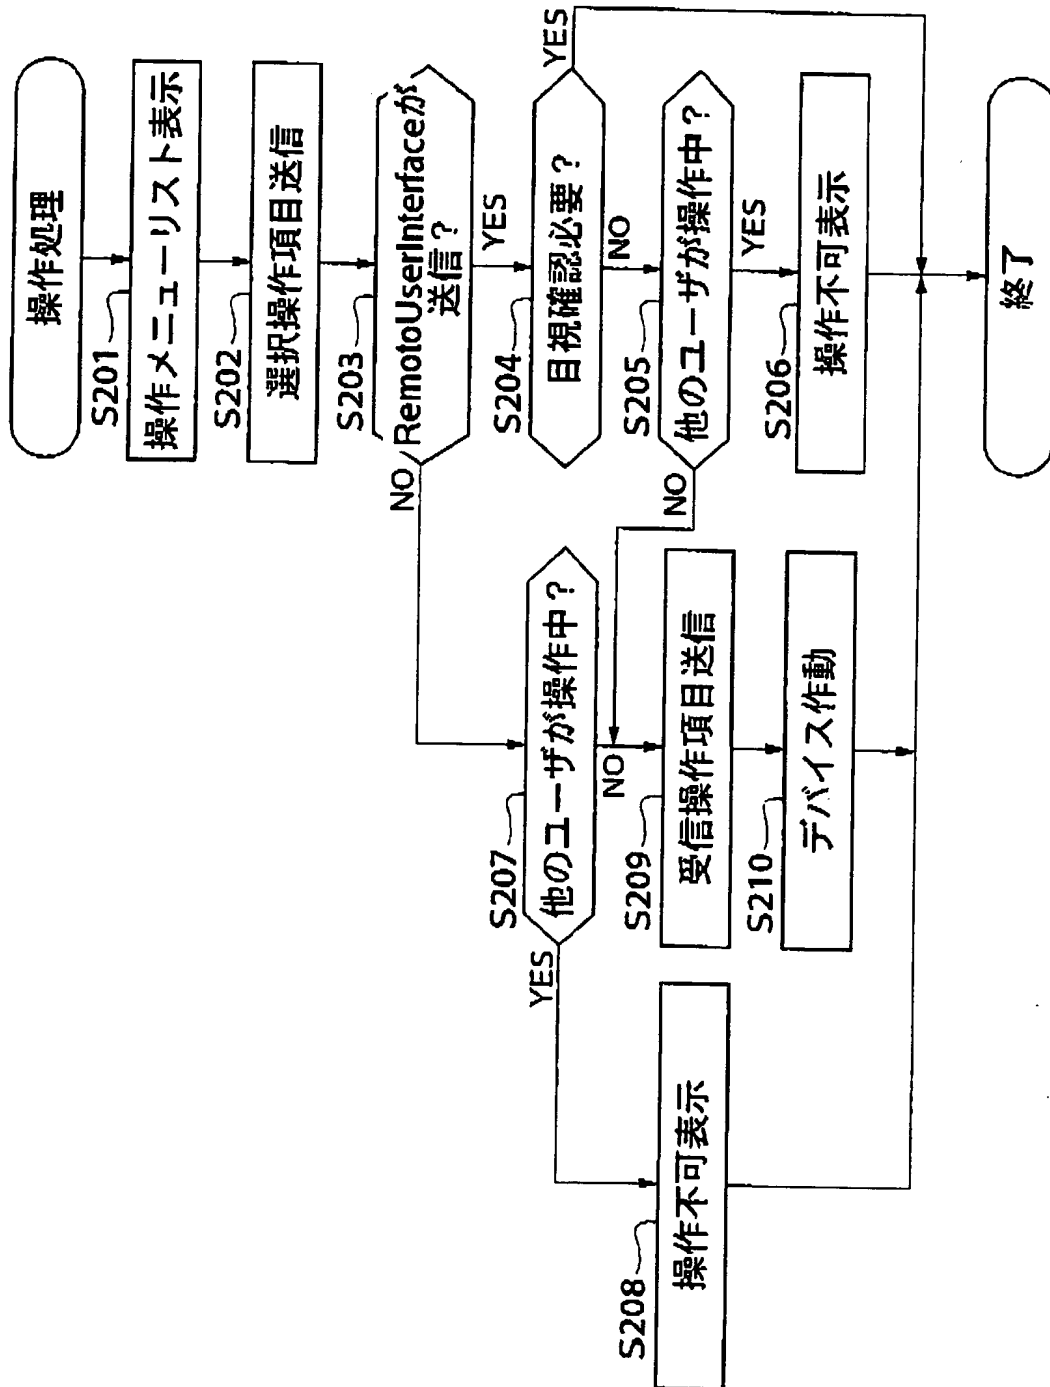 操作処理
S201
操作メニューリスト表示
S202
選択操作項目送信
S203
RemotoUserInterfaceが
送信？
NO
YES
S204
目視確認必要？
YES
NO
S205
他のユーザが操作中？
NO
YES
S206
操作不可表示
S207
他のユーザが操作中？
YES
NO
S208
操作不可表示
S209
受信操作項目送信
S210
デバイス作動
終了